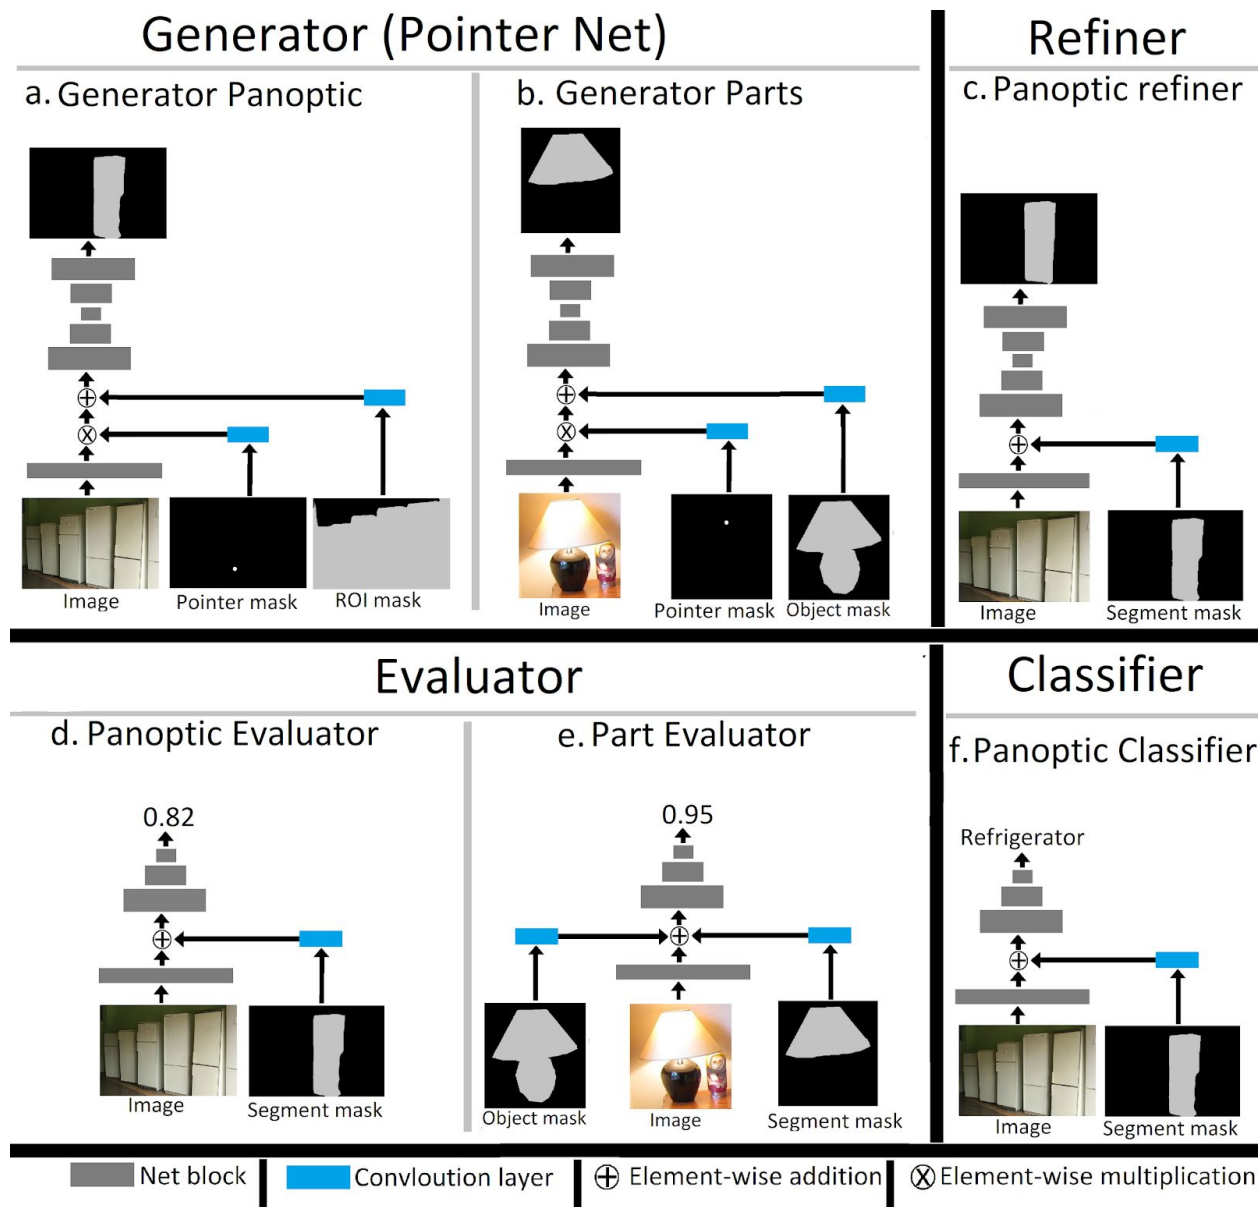 Generator (Pointer Net)
Refiner
a. Generator Panoptic
b. Generator Parts
c. Panoptic refiner
Image
Pointer mask
ROI mask
Image
Pointer mask
Object mask
Image
Segment mask
Evaluator
Classifier
d. Panoptic Evaluator
e. Part Evaluator
f. Panoptic Classifier
0.82
0.95
Refrigerator
Image
Segment mask
Object mask
Image
Segment mask
Image
Segment mask
Net block
Convloution layer
Element-wise addition
Element-wise multiplication